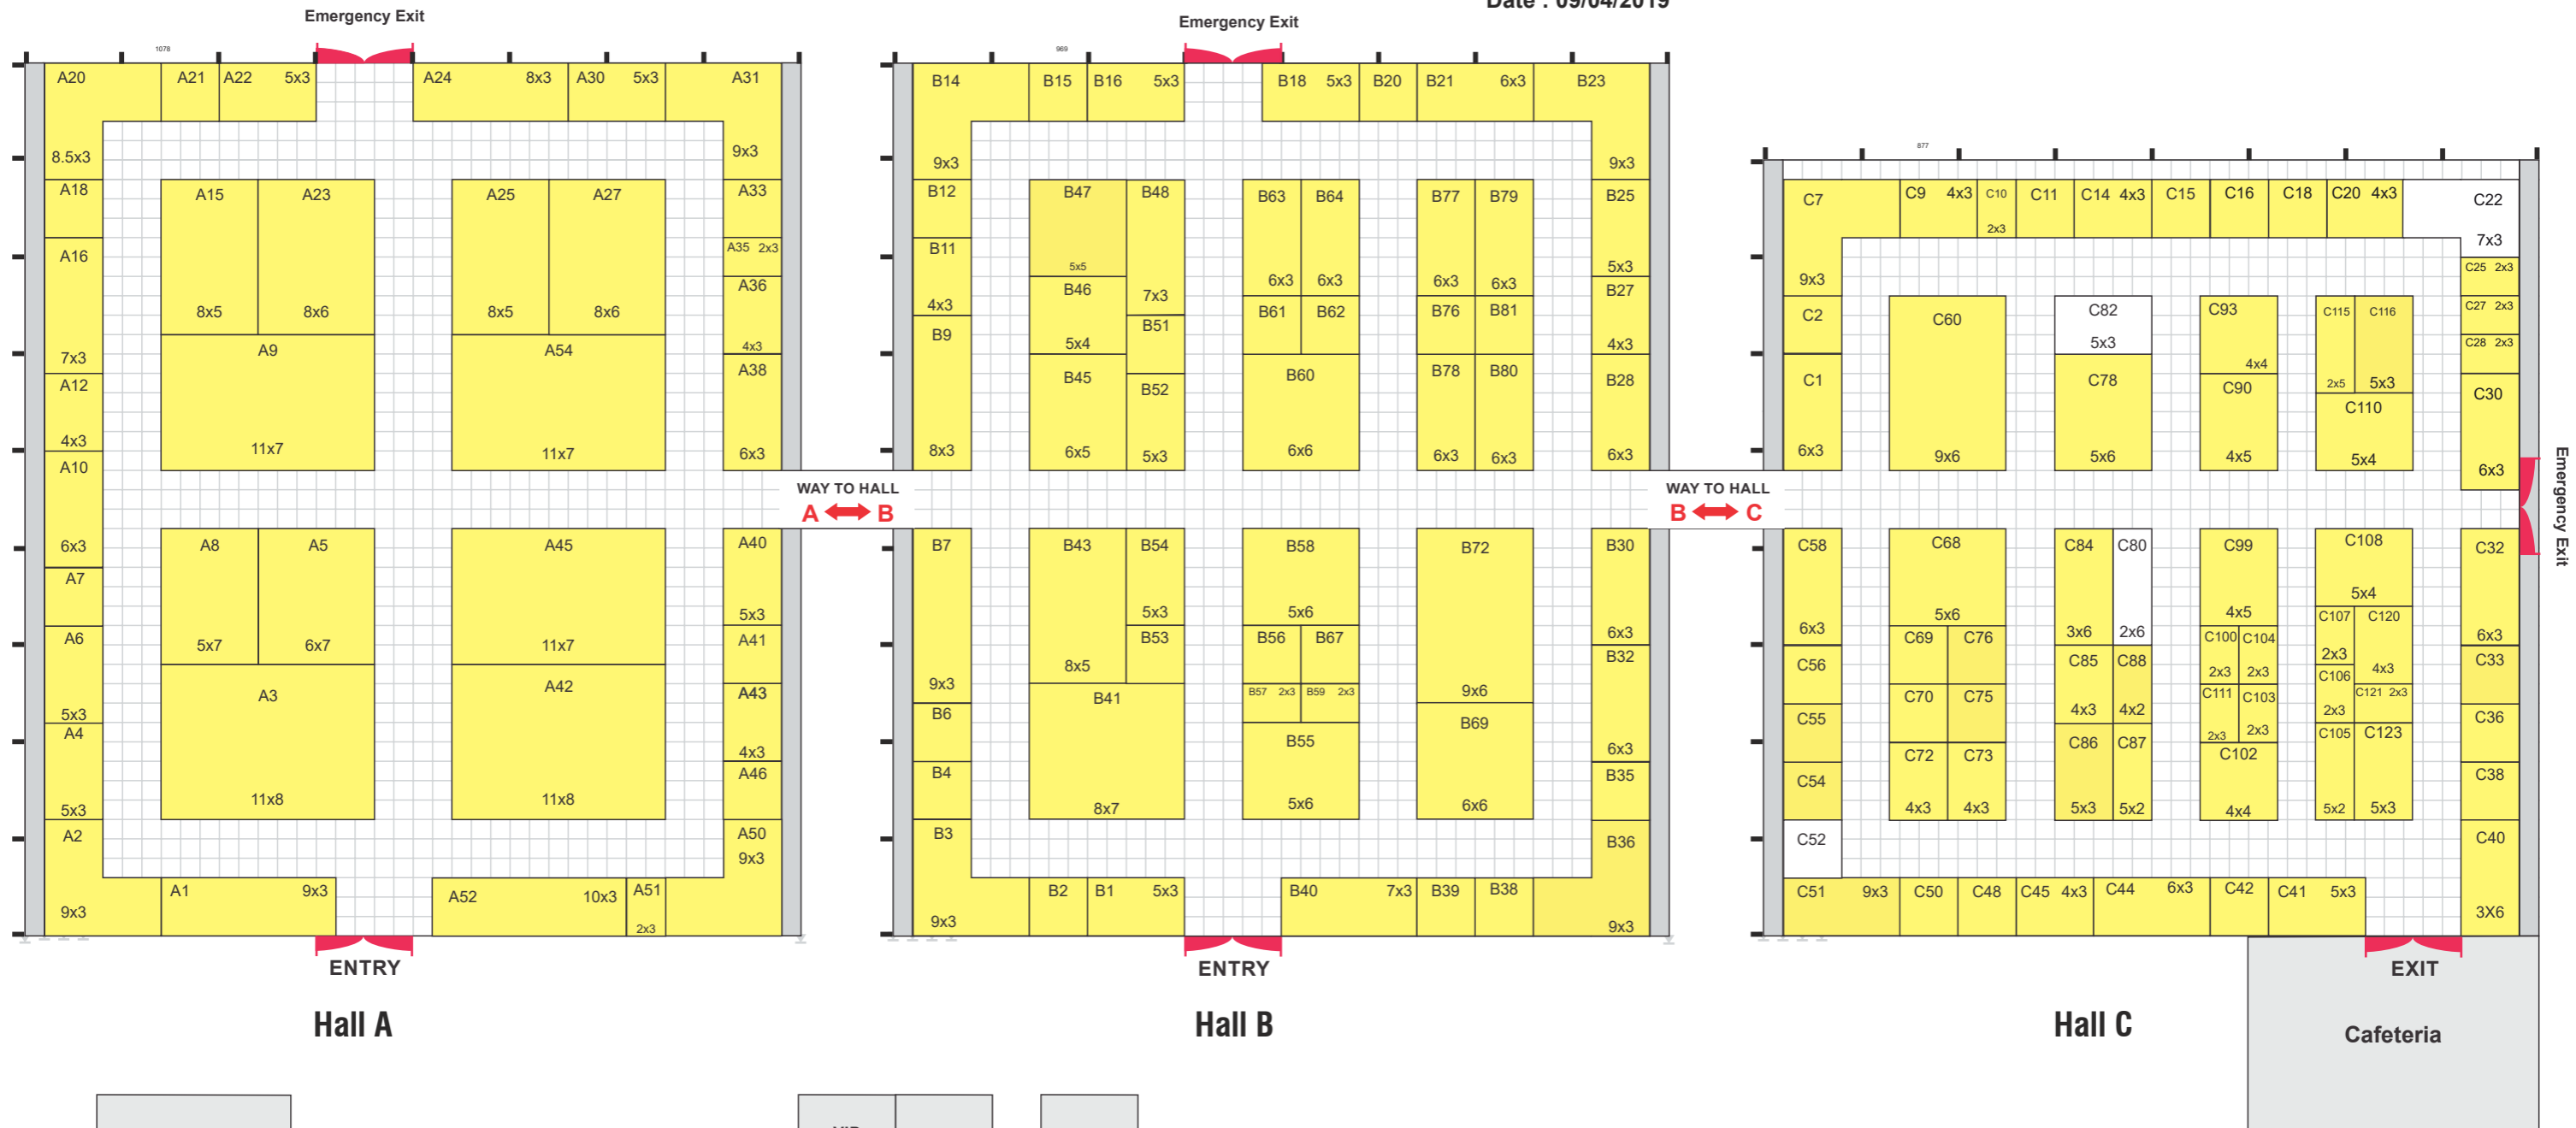 Date : 09/04/2019
Emergency Exit
Emergency Exit
1078
969
877
A20
8.5x3
A21
A22 5x3
A24 8x3
A30 5x3
A31
9x3
A18
A16
7x3
A12
4x3
A10
6x3
A7
A6
5x3
A4
5x3
A2
9x3
A15
8x5
A23
8x6
A9
11x7
A25
8x5
A27
8x6
A54
11x7
A33
A35 2x3
A36
4x3
A38
6x3
A8
5x7
A5
6x7
A3
11x8
A45
11x7
A42
11x8
A40
5x3
A41
A43
4x3
A46
A50
9x3
A1 9x3
A52 10x3
A51
2x3
ENTRY
Hall A
WAY TO HALL
A B
B14
9x3
B15
B16 5x3
B18 5x3
B20
B21 6x3
B23
9x3
B12
B11
4x3
B9
8x3
B47
5x5
B46
5x4
B45
6x5
B48
7x3
B51
B52
5x3
B63
6x3
B64
6x3
B61
B62
B60
6x6
B77
6x3
B79
6x3
B76
B81
B78
6x3
B80
6x3
B25
5x3
B27
4x3
B28
6x3
B7
9x3
B6
B4
B3
9x3
B43
8x5
B54
5x3
B53
B41
8x7
B58
5x6
B56
B67
B57 2x3
B59 2x3
B55
5x6
B72
9x6
B69
6x6
B30
6x3
B32
6x3
B35
B36
9x3
B2
B1 5x3
B40 7x3
B39
B38
ENTRY
Hall B
WAY TO HALL
B C
C7
9x3
C9 4x3
C10
2x3
C11
C14 4x3
C15
C16
C18
C20 4x3
C22
7x3
C2
C1
6x3
C60
9x6
C82
5x3
C78
5x6
C93
4x4
C90
4x5
C115
2x5
C116
5x3
C110
5x4
C25 2x3
C27 2x3
C28 2x3
C30
6x3
Emergency Exit
C58
6x3
C56
C55
C54
C52
C68
5x6
C69
C76
C70
C75
C72
4x3
C73
4x3
C84
3x6
C80
2x6
C85
4x3
C88
4x2
C86
5x3
C87
5x2
C99
4x5
C100
2x3
C104
2x3
C111
2x3
C103
2x3
C102
4x4
C108
5x4
C107
2x3
C120
4x3
C106
2x3
C121 2x3
C105
5x2
C123
5x3
C32
6x3
C33
C36
C38
C40
3X6
C51 9x3
C50
C48
C45 4x3
C44 6x3
C42
C41 5x3
EXIT
Hall C
Cafeteria